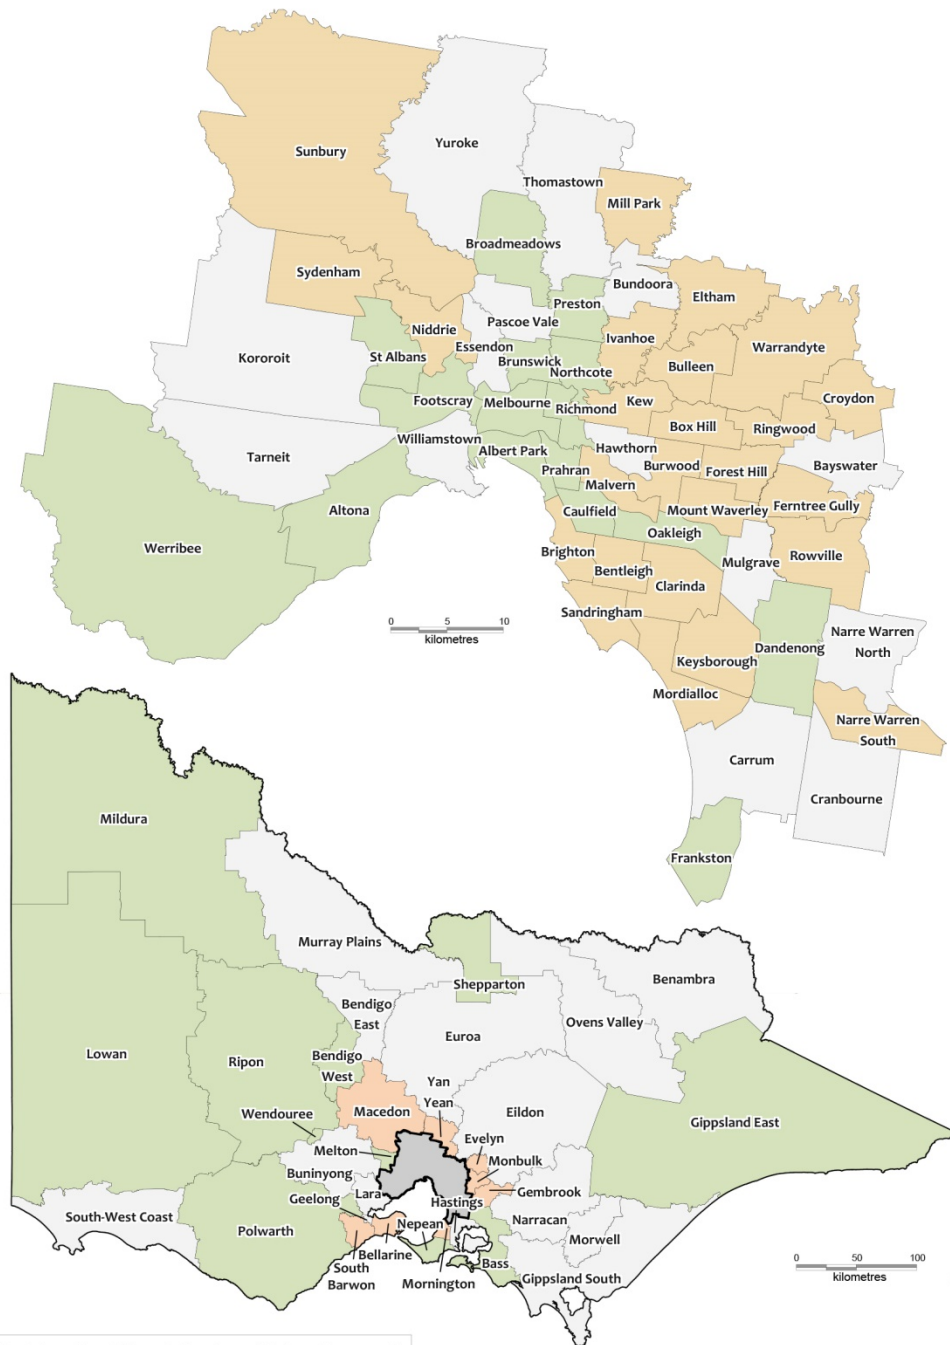 Sunbury
Yuroke
Thomastown
Mill Park
Broadmeadows
Sydenham
Bundoora
Eltham
Preston
Niddrie
Pascoe Vale
Ivanhoe
Essendon
Warrandyte
Kororoit
St Albans
Brunswick
Bulleen
Northcote
Croydon
Footscray
Melbourne
Richmond
Kew
Box Hill
Ringwood
Williamstown
Hawthorn
Tarneit
Albert Park
Burwood
Forest Hill
Bayswater
Prahran
Malvern
Altona
Caulfield
Mount Waverley
Ferntree Gully
Oakleigh
Werribee
Brighton
Mulgrave
Rowville
Bentleigh
Clarinda
Sandringham
0 5 10
kilometres
Narre Warren
North
Dandenong
Keysborough
Mordialloc
Narre Warren
South
Carrum
Cranbourne
Frankston
Mildura
Murray Plains
Benambra
Shepparton
Bendigo
East
Ovens Valley
Euroa
Lowan
Ripon
Bendigo
West
Yan
Yean
Wendouree
Macedon
Eildon
Gippsland East
Evelyn
Melton
Monbulk
Buninyong
Gembrook
Geelong
Lara
Hastings
South-West Coast
Polwarth
Nepean
Narracan
Morwell
Bellarine
South
Barwon
Mornington
Bass
Gippsland South
0 50 100
kilometres